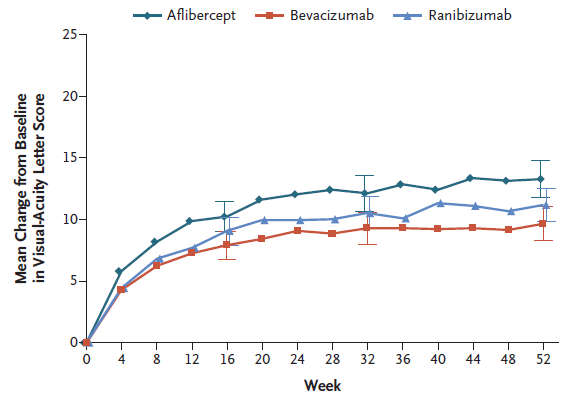 Aflibercept Bevacizumab Ranibizumab
25
20
15
10
5
0
Mean Change from Baseline
in Visual-Acuity Letter Score
0 4 8 12 16 20 24 28 32 36 40 44 48 52
Week